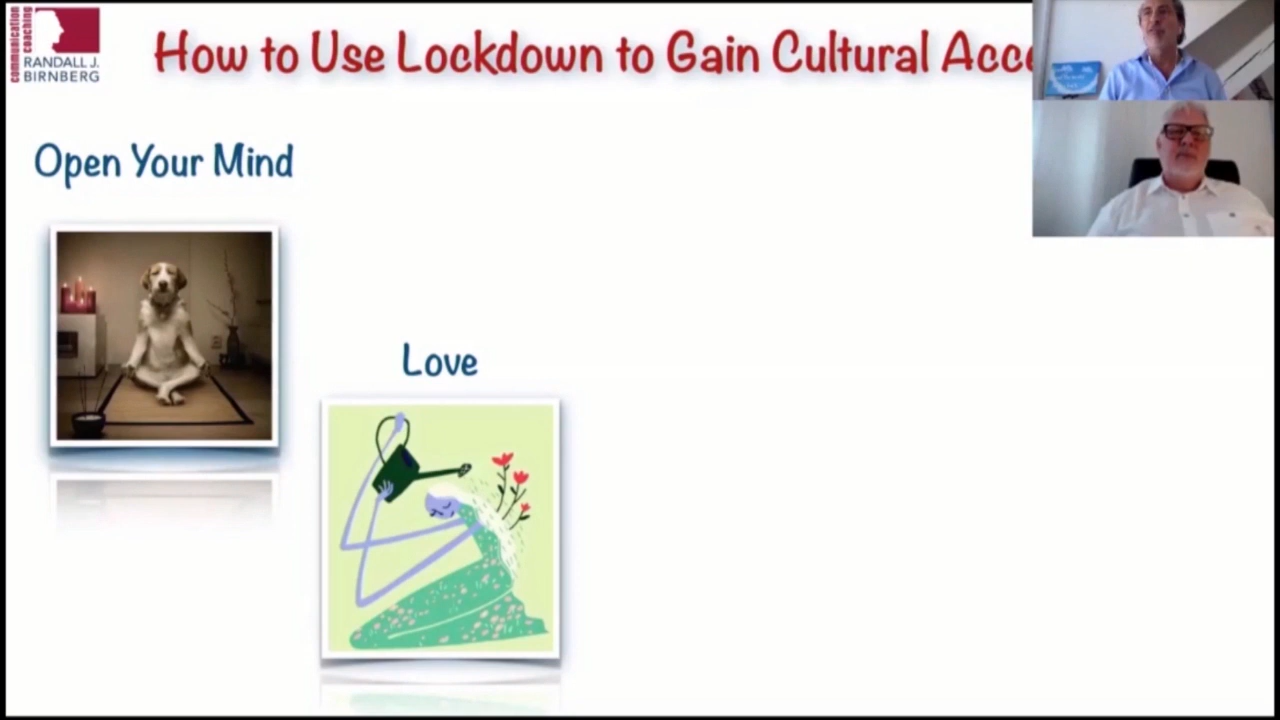 communication
coaching
RANDALL J.
BIRNBERG
How to Use Lockdown to Gain Cultural Acce
Open Your Mind
Love